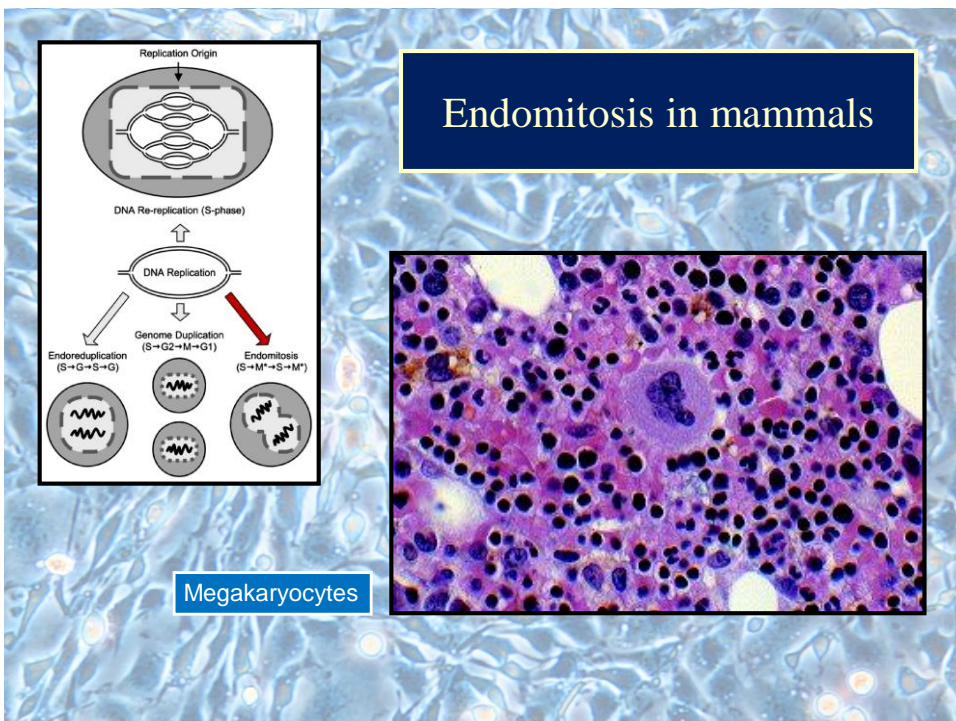 Replication Origin
DNA Re-replication (S-phase)
DNA Replication
Genome Duplication
(S→G2→M→G1)
Endoreduplication
(S→G→S→G)
Endomitosis
(S→M*→S→M*)
Endomitosis in mammals
Megakaryocytes